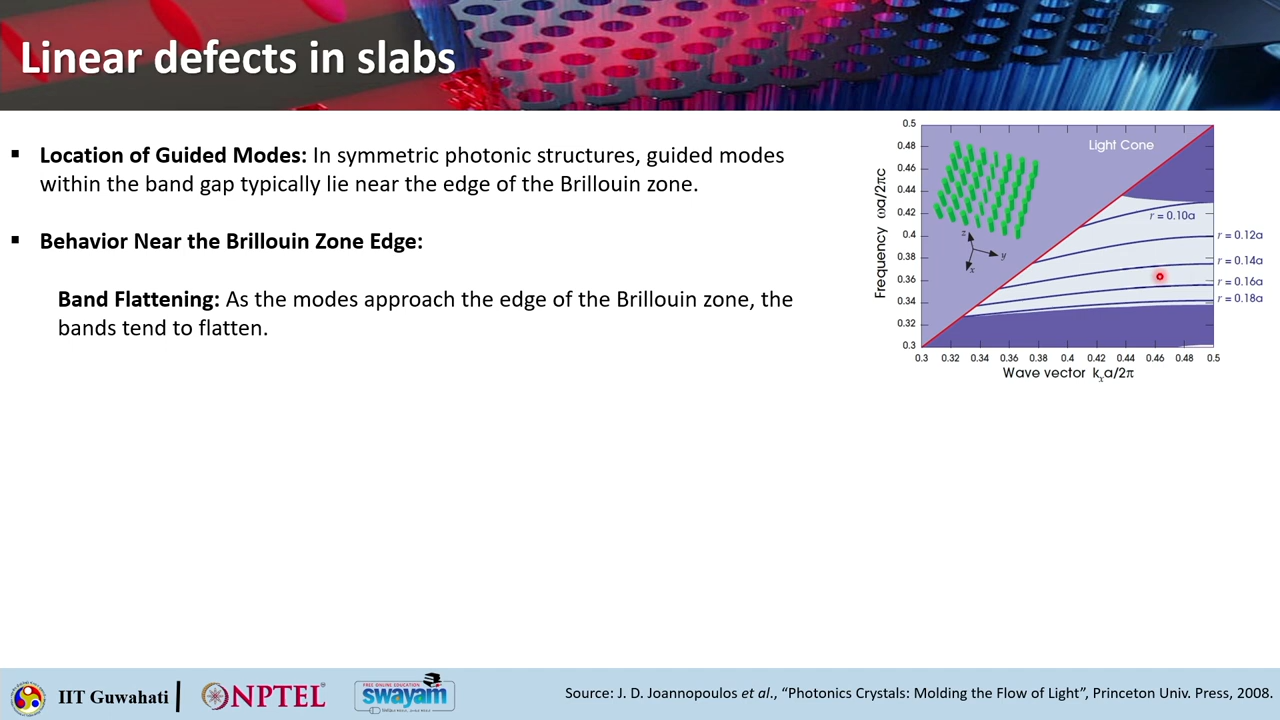 Linear defects in slabs
▪ Location of Guided Modes: In symmetric photonic structures, guided modes
within the band gap typically lie near the edge of the Brillouin zone.
▪ Behavior Near the Brillouin Zone Edge:
Band Flattening: As the modes approach the edge of the Brillouin zone, the
bands tend to flatten.
Frequency ωa/2πc
0.5
0.48
0.46
0.44
0.42
0.4
0.38
0.36
0.34
0.32
0.3
Light Cone
z
y
x
r = 0.10a
r = 0.12a
r = 0.14a
r = 0.16a
r = 0.18a
0.3 0.32 0.34 0.36 0.38 0.4 0.42 0.44 0.46 0.48 0.5
Wave vector kₓa/2π
IIT Guwahati
NPTEL
FREE ONLINE EDUCATION
swayam
Source: J. D. Joannopoulos et al., “Photonics Crystals: Molding the Flow of Light”, Princeton Univ. Press, 2008.